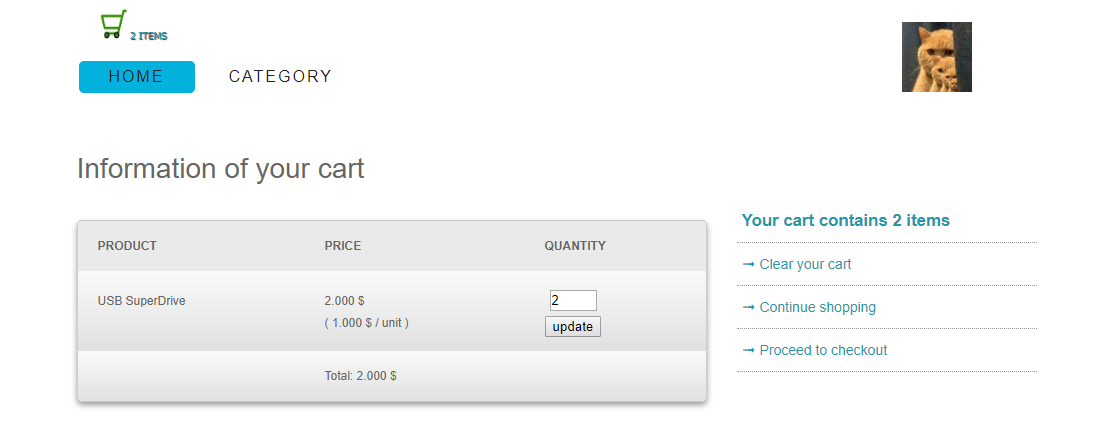 2 ITEMS
HOME CATEGORY
Information of your cart
PRODUCT PRICE QUANTITY
USB SuperDrive 2.000 $ 2
( 1.000 $ / unit ) update
Total: 2.000 $
Your cart contains 2 items
➞ Clear your cart
➞ Continue shopping
➞ Proceed to checkout